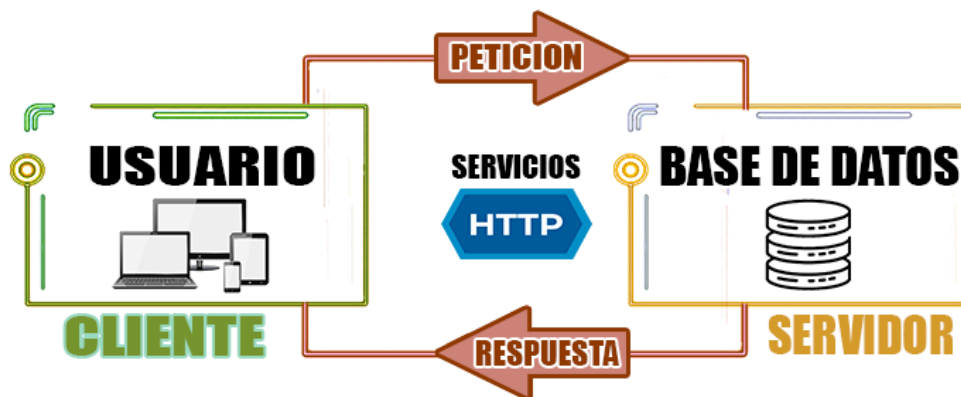 PETICION
USUARIO
SERVICIOS
HTTP
BASE DE DATOS
CLIENTE
RESPUESTA
SERVIDOR